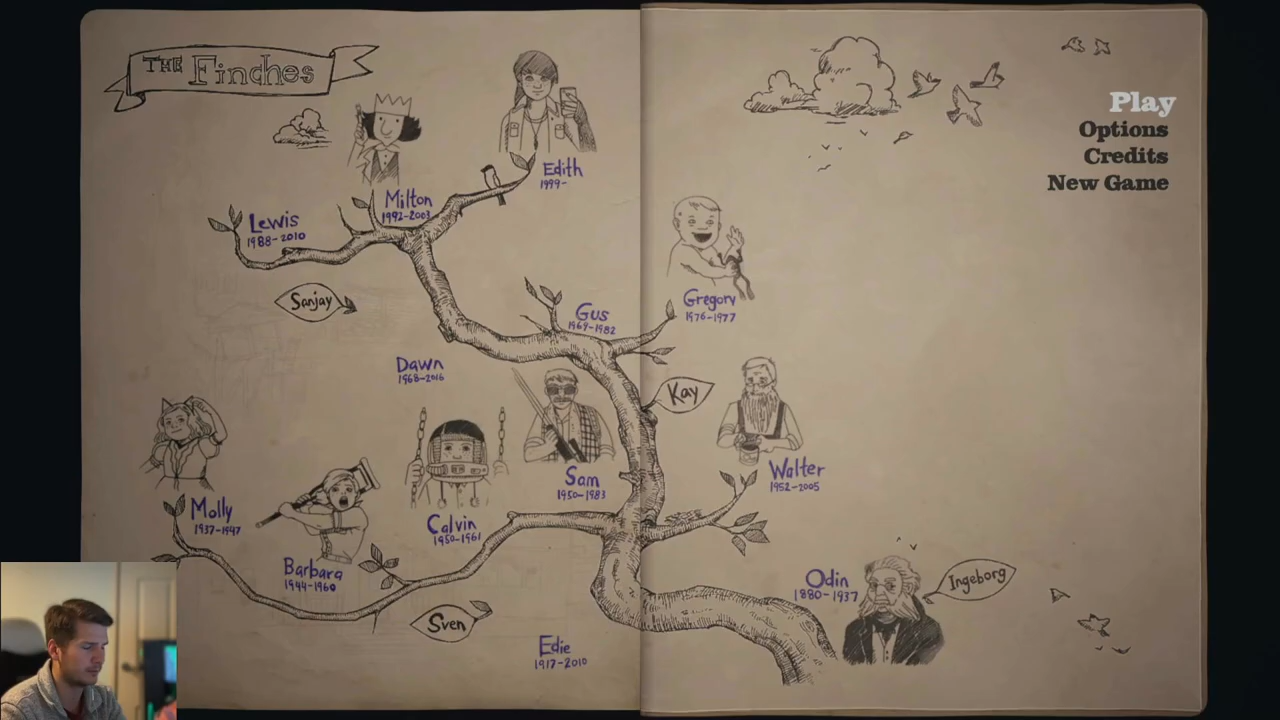 THE Finches
Play
Options
Credits
New Game
Edith
1999-
Milton
1992-2003
Lewis
1988-2010
Sanjay
Gregory
1976-1977
Gus
1969-1982
Dawn
1968-2016
Kay
Sam
1950-1983
Walter
1952-2005
Molly
1937-1947
Barbara
1944-1960
Calvin
1950-1961
Sven
Edie
1917-2010
Odin
1880-1937
Ingeborg